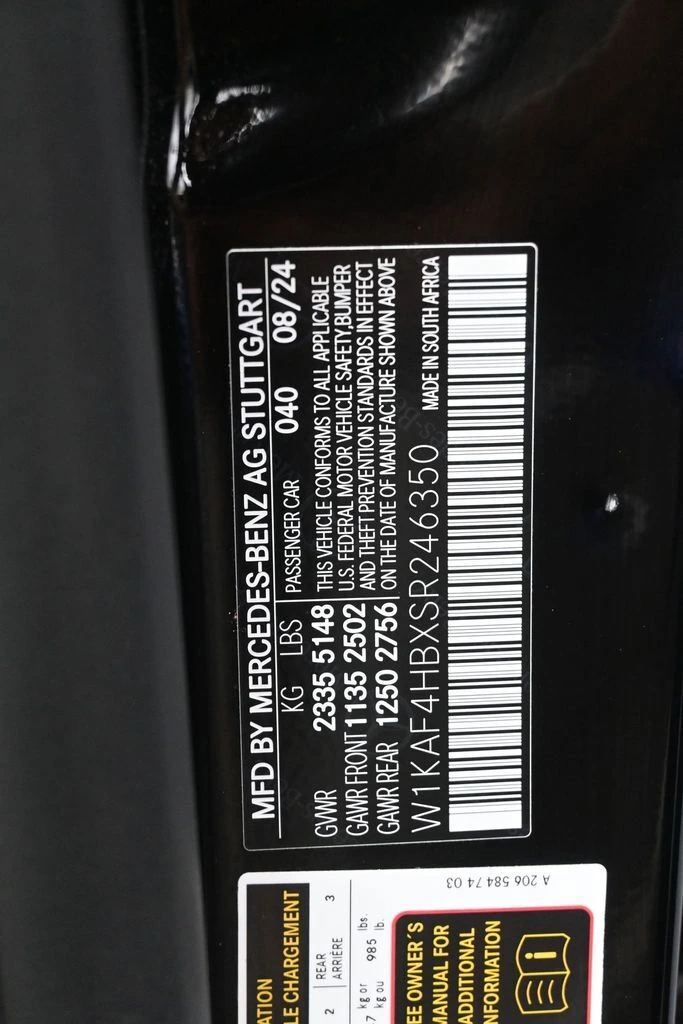 MFD BY MERCEDES-BENZ AG STUTTGART
KG LBS PASSENGER CAR 040 08/24
GVWR 2335 5148 THIS VEHICLE CONFORMS TO ALL APPLICABLE
GAWR FRONT 1135 2502 U.S. FEDERAL MOTOR VEHICLE SAFETY,BUMPER
AND THEFT PREVENTION STANDARDS IN EFFECT
GAWR REAR 1250 2756 ON THE DATE OF MANUFACTURE SHOWN ABOVE
W1KAF4HBXSR246350 MADE IN SOUTH AFRICA
A 206 584 74 03
LE CHARGEMENT
2 REAR 3
ARRIÈRE
kg or 985 lbs.
kg ou lb.
OWNER'S
MANUAL FOR
ADDITIONAL